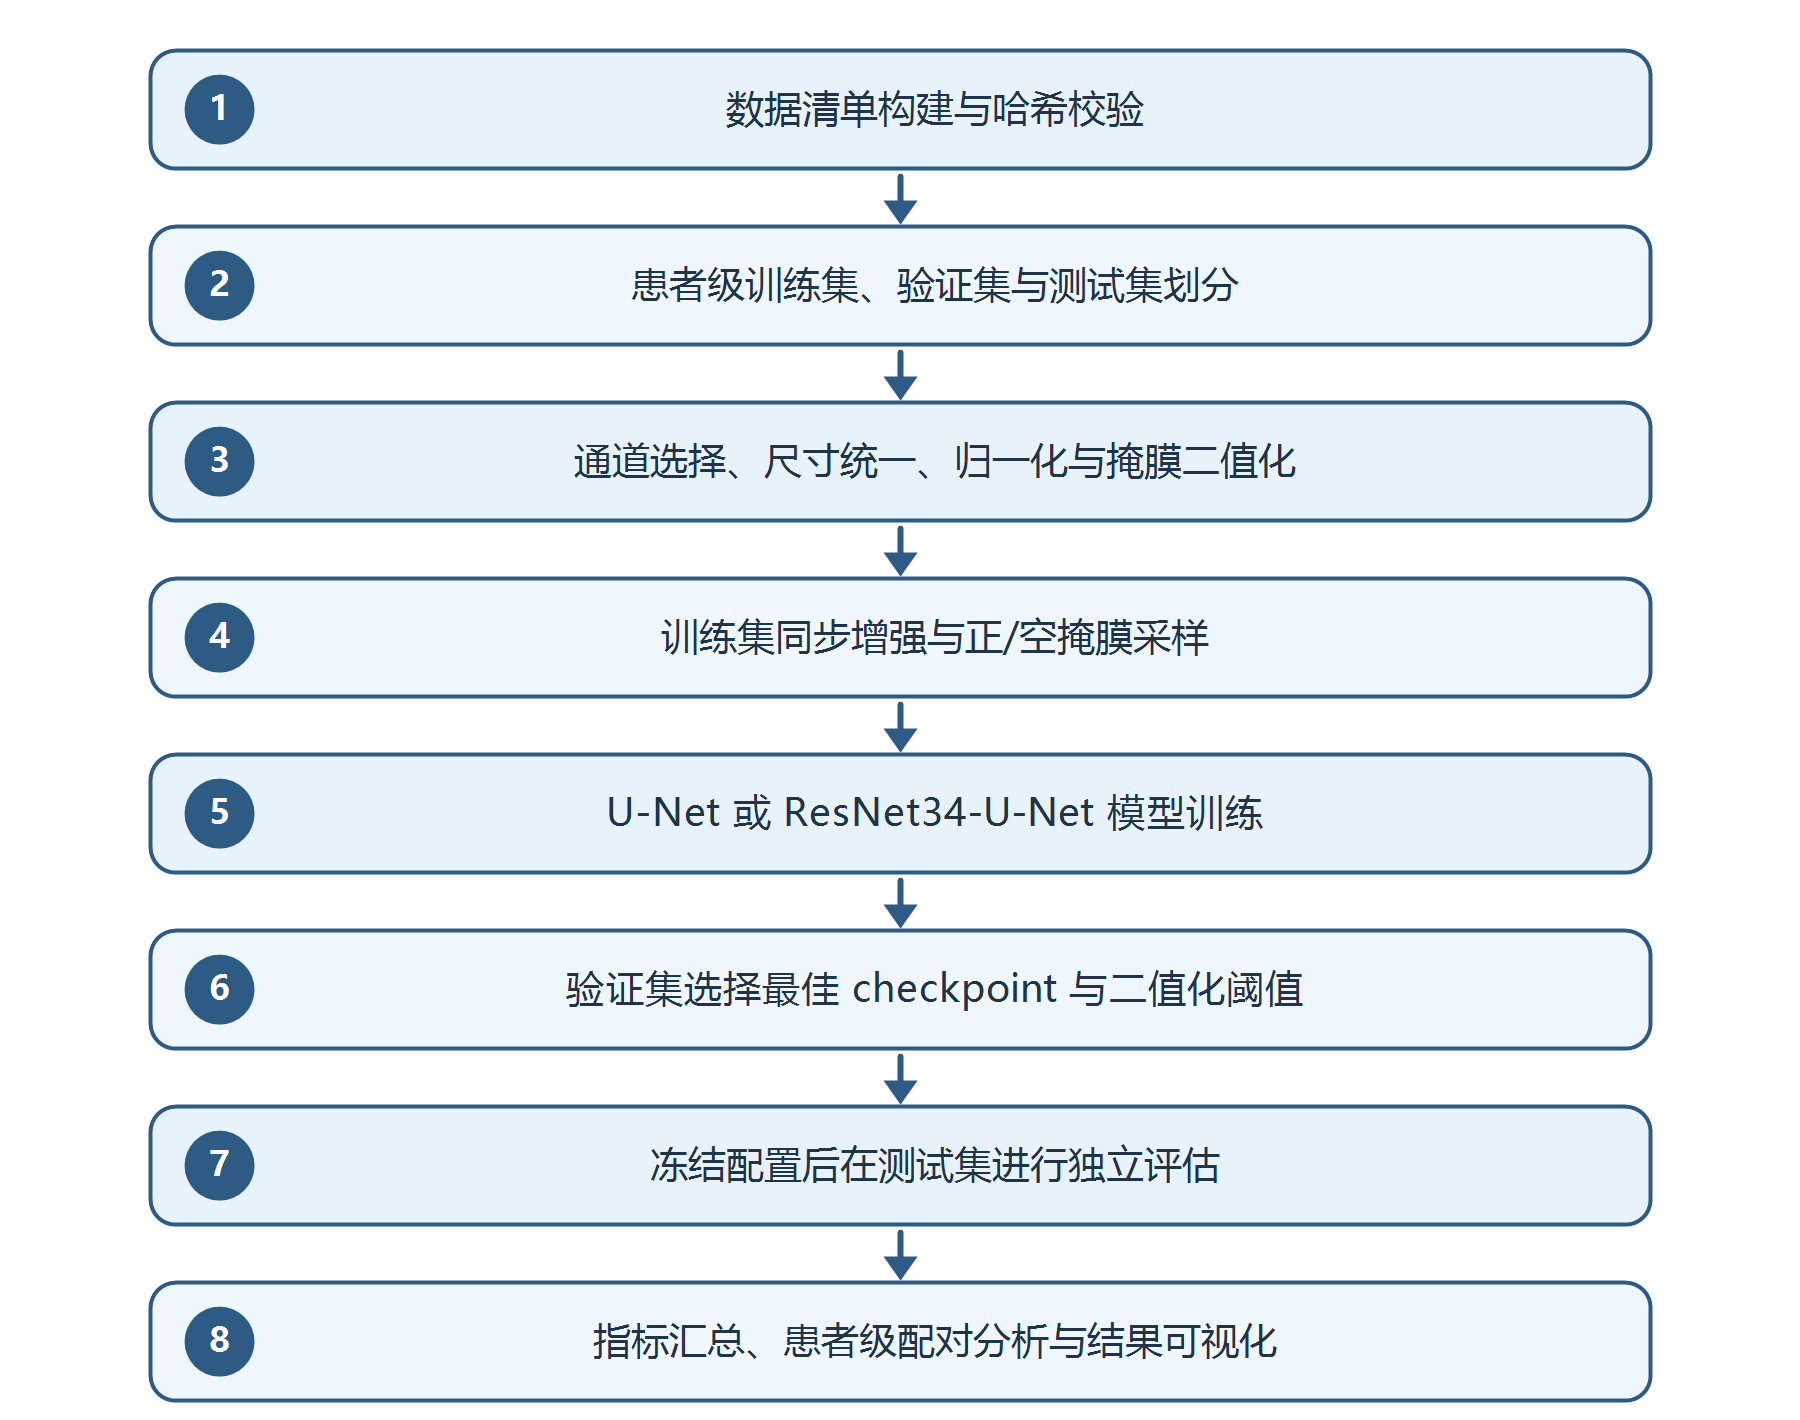 1 数据清单构建与哈希校验
2 患者级训练集、验证集与测试集划分
3 通道选择、尺寸统一、归一化与掩膜二值化
4 训练集同步增强与正/空掩膜采样
5 U-Net 或 ResNet34-U-Net 模型训练
6 验证集选择最佳 checkpoint 与二值化阈值
7 冻结配置后在测试集进行独立评估
8 指标汇总、患者级配对分析与结果可视化